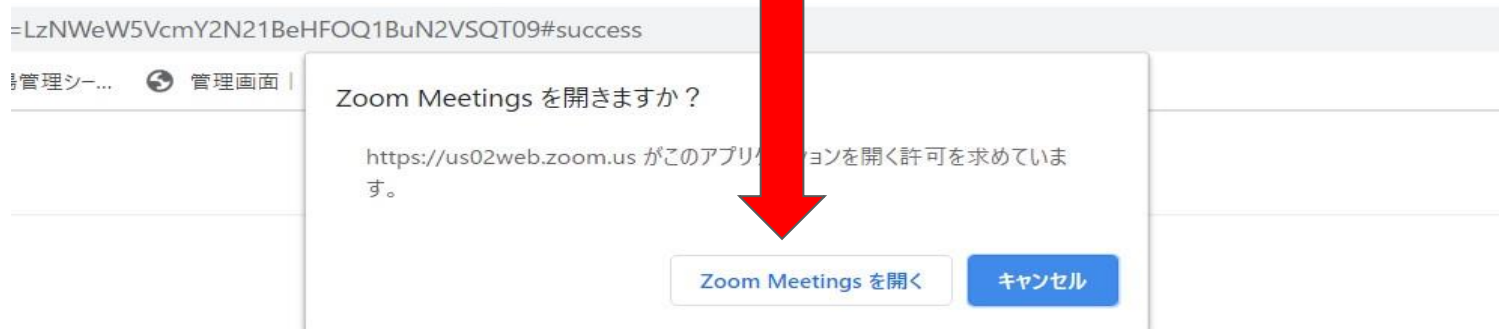 =LzNWeW5VcmY2N21BeHFOQ1BuN2VSQT09#success
管理シー... 管理画面 |
Zoom Meetings を開きますか？
https://us02web.zoom.us がこのアプリ ョンを開く許可を求めていま
す。
Zoom Meetings を開く キャンセル